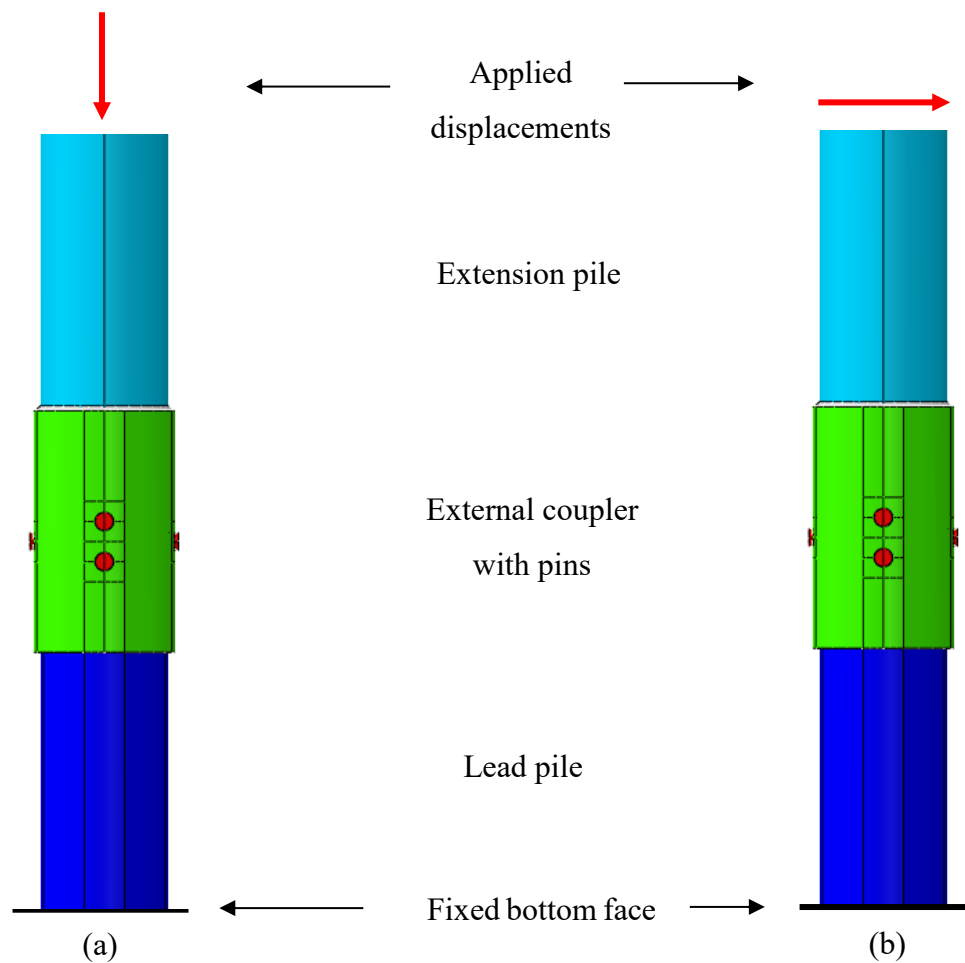 Applied
displacements
Extension pile
External coupler
with pins
Lead pile
Fixed bottom face
(a)
(b)